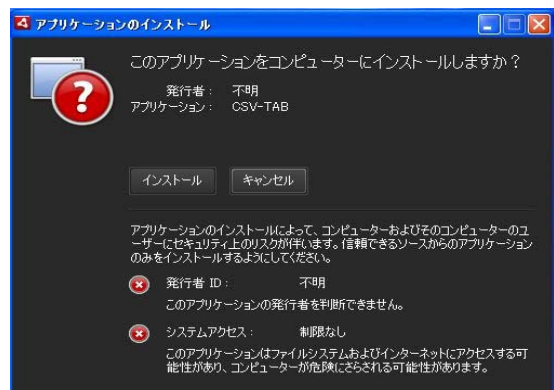 アプリケーションのインストール
このアプリケーションをコンピューターにインストールしますか?
発行者: 不明
アプリケーション: CSV-TAB
インストール キャンセル
アプリケーションのインストールによって、コンピューターおよびそのコンピューターのユ
ーザーにセキュリティ上のリスクが伴います。信頼できるソースからのアプリケーション
のみをインストールするようにしてください。
発行者 ID: 不明
このアプリケーションの発行者を判断できません。
システムアクセス: 制限なし
このアプリケーションはファイルシステムおよびインターネットにアクセスする可
能性があり、コンピューターが危険にさらされる可能性があります。